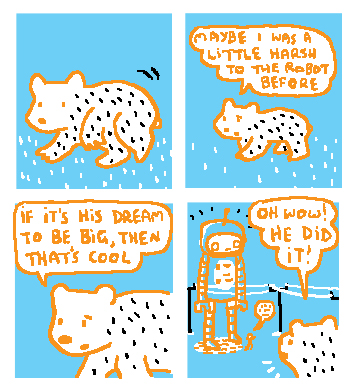 MAYBE I WAS A
LITTLE HARSH
TO THE ROBOT
BEFORE
IF IT'S HIS DREAM
TO BE BIG, THEN
THAT'S COOL
OH WOW!
HE DID
IT!